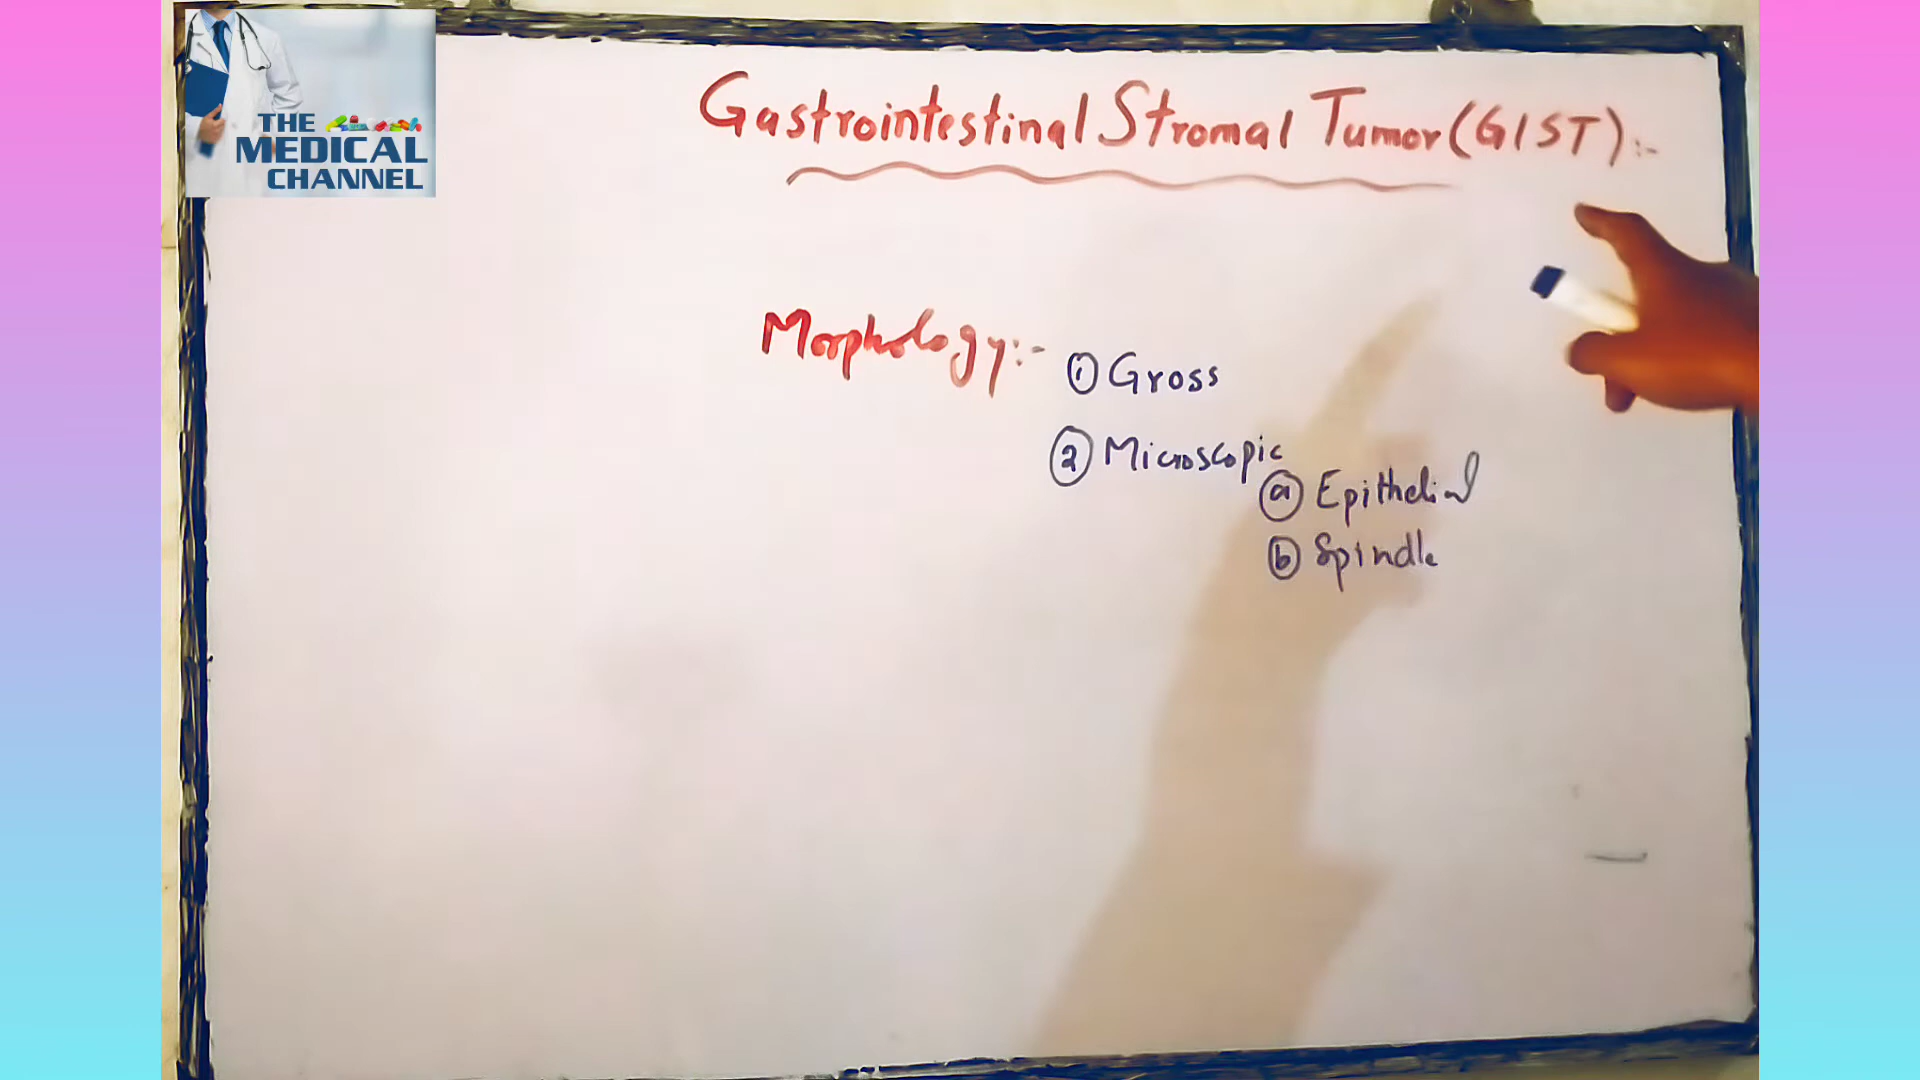 THE
MEDICAL
CHANNEL
Gastrointestinal Stromal Tumor (GIST):-
Morphology:- ① Gross
② Microscopic
ⓐ Epithelial
ⓑ Spindle